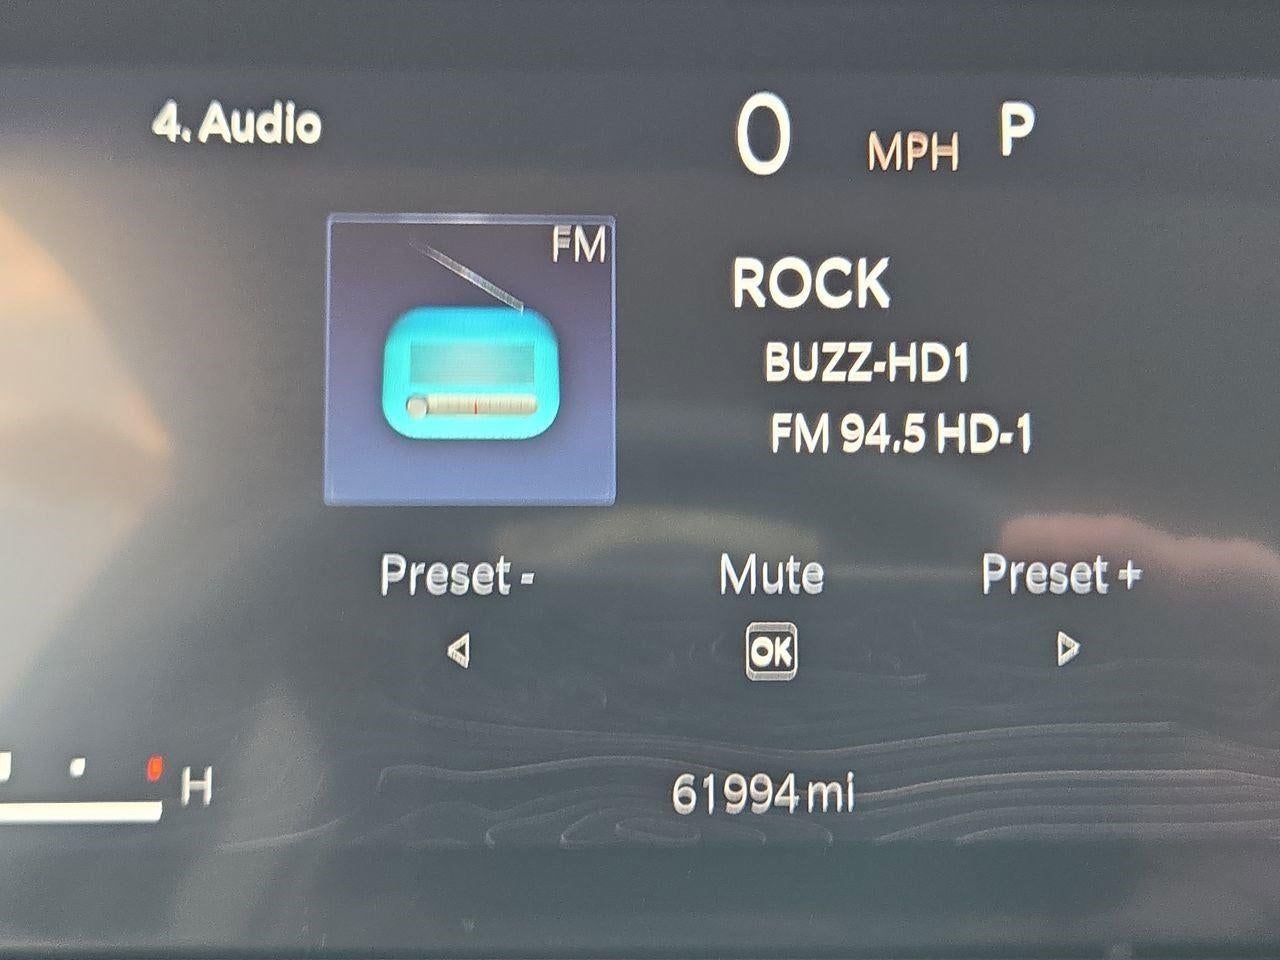 4. Audio
0 MPH P
FM
ROCK
BUZZ-HD1
FM 94.5 HD-1
Preset - Mute Preset +
OK
H
61994 mi